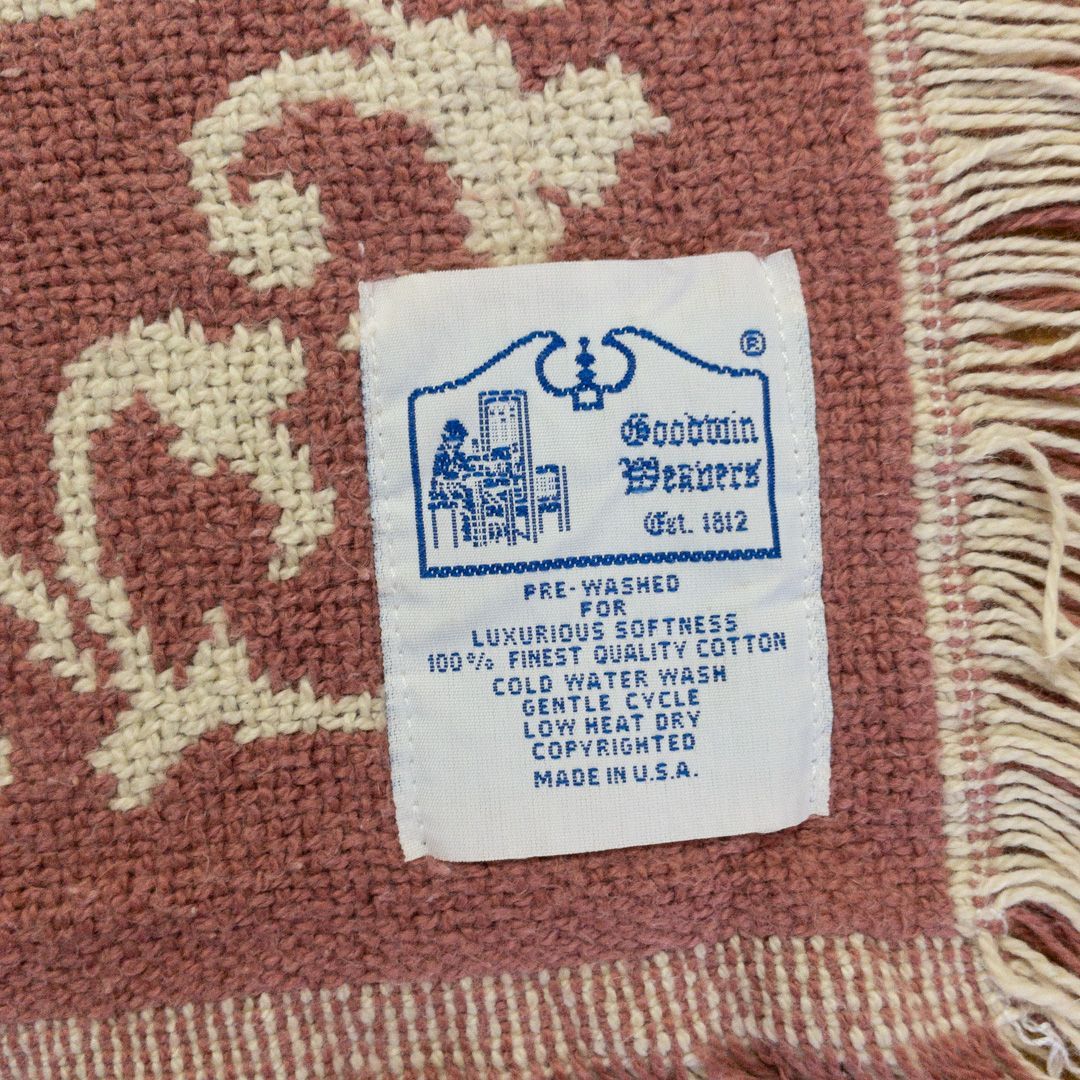 ®
Goodwin
Weavers
Est. 1812
PRE-WASHED
FOR
LUXURIOUS SOFTNESS
100% FINEST QUALITY COTTON
COLD WATER WASH
GENTLE CYCLE
LOW HEAT DRY
COPYRIGHTED
MADE IN U.S.A.